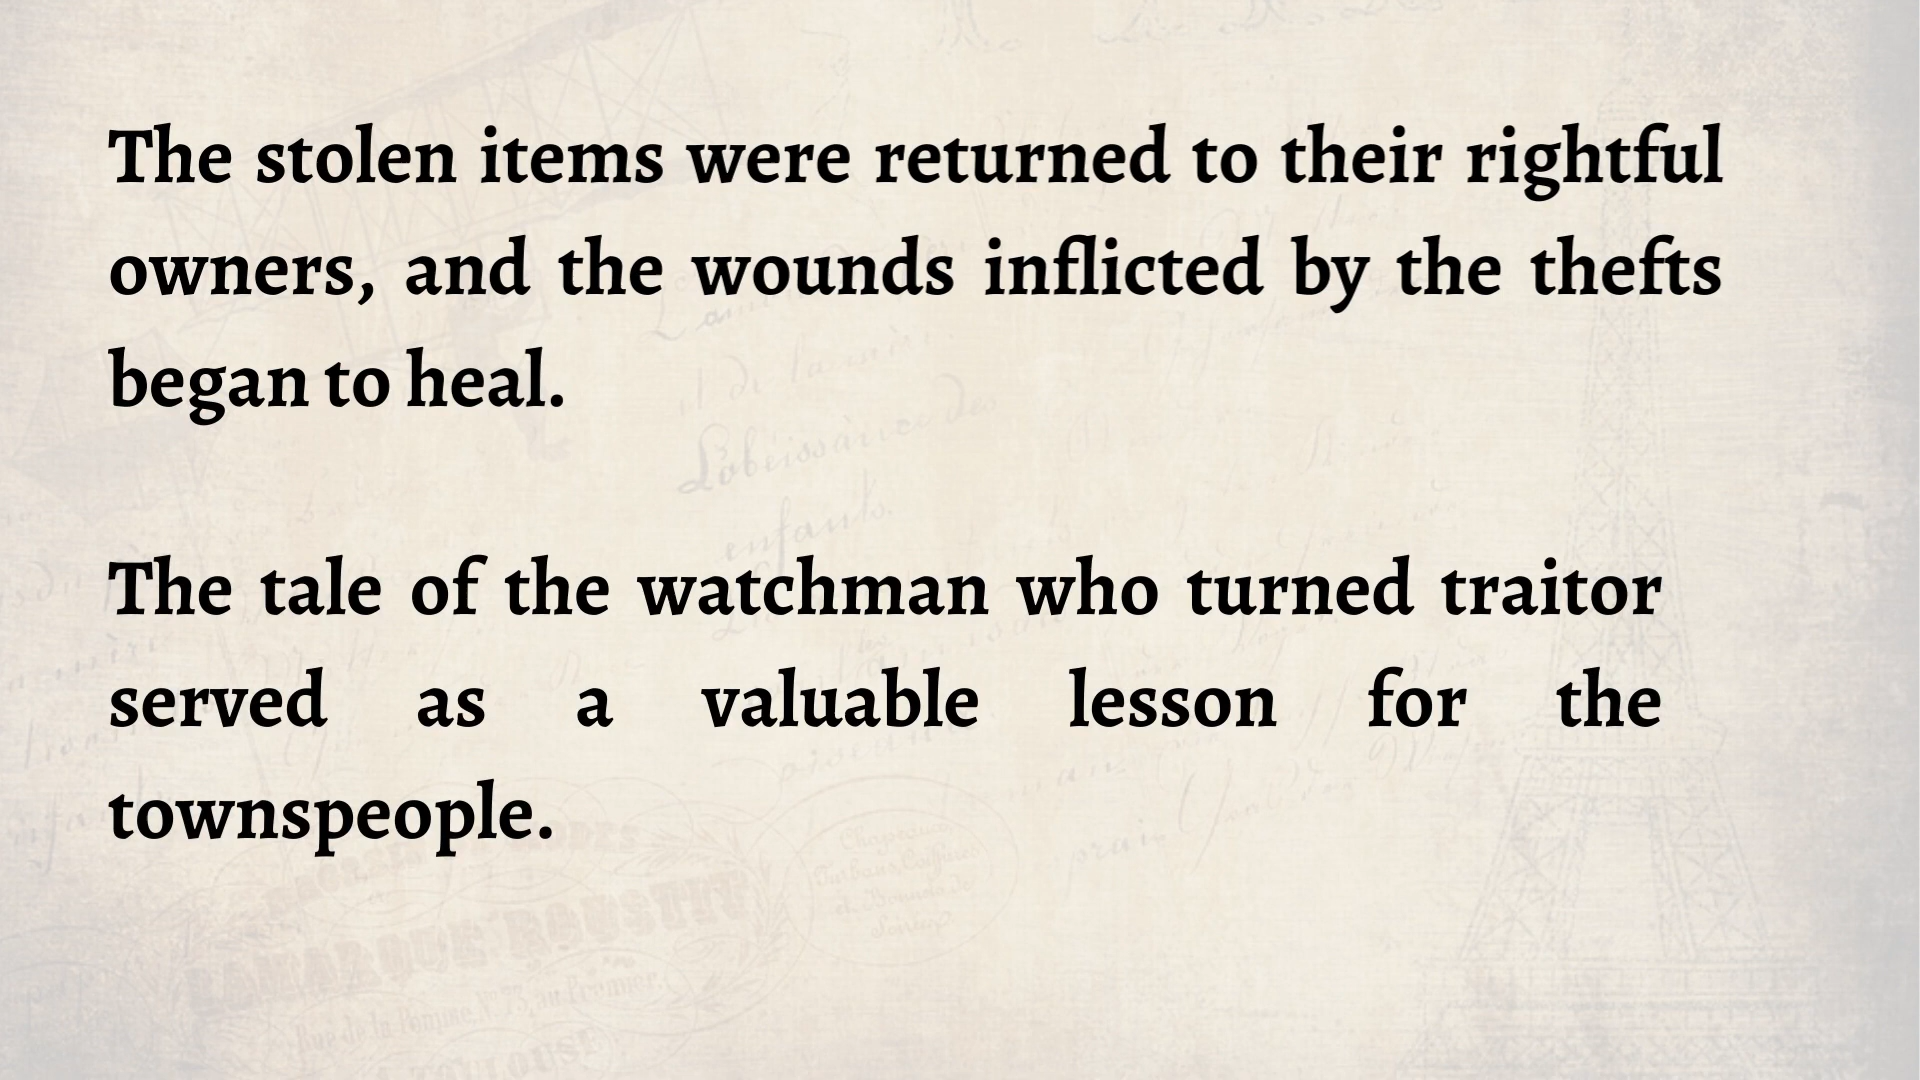 The stolen items were returned to their rightful
owners, and the wounds inflicted by the thefts
began to heal.
The tale of the watchman who turned traitor
served as a valuable lesson for the
townspeople.